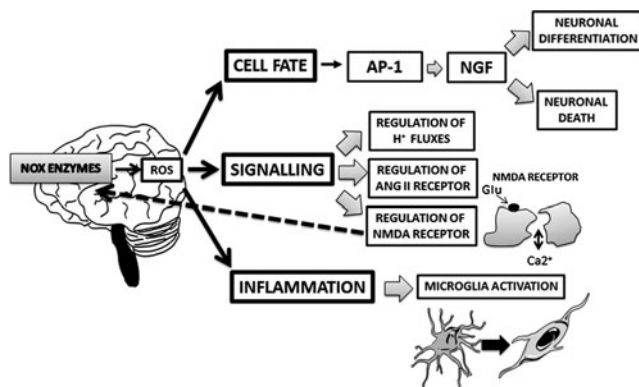 NEURONAL
DIFFERENTIATION
CELL FATE
AP-1
NGF
NEURONAL
DEATH
REGULATION OF
H⁺ FLUXES
NOX ENZYMES
ROS
SIGNALLING
REGULATION OF
ANG II RECEPTOR
NMDA RECEPTOR
Glu
REGULATION OF
NMDA RECEPTOR
Ca2⁺
INFLAMMATION
MICROGLIA ACTIVATION